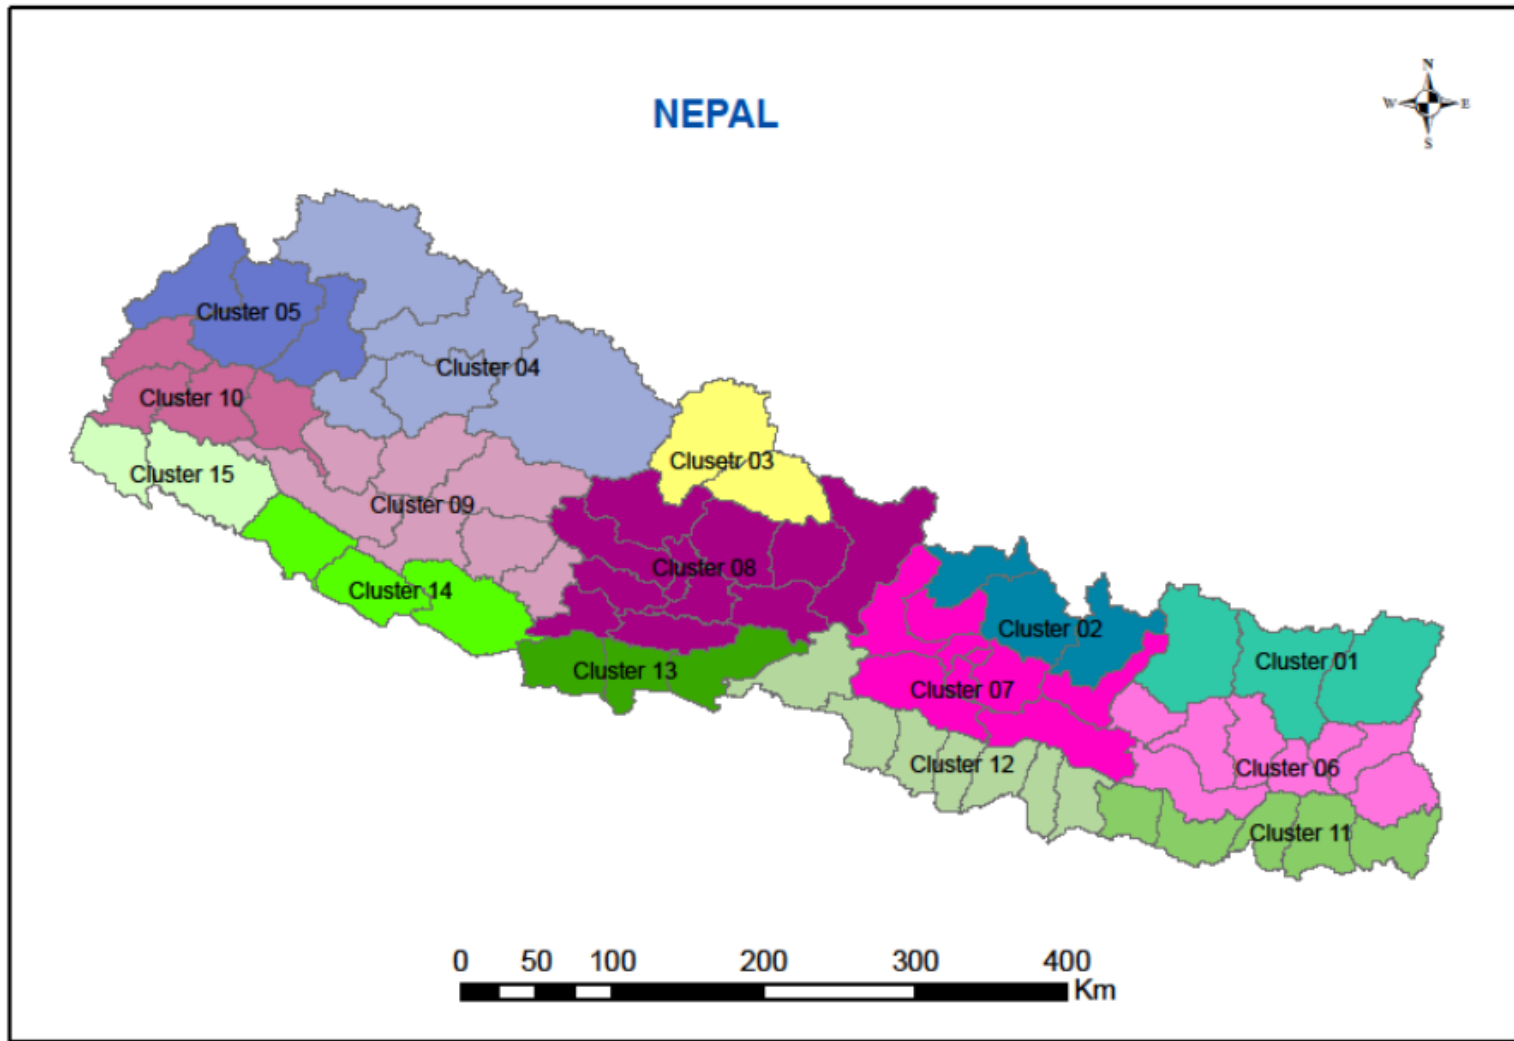 N
NEPAL
W E
S
Cluster 05
Cluster 04
Cluster 10
Clusetr 03
Cluster 15
Cluster 09
Cluster 08
Cluster 14
Cluster 02
Cluster 01
Cluster 13
Cluster 07
Cluster 12
Cluster 06
Cluster 11
0 50 100 200 300 400
Km